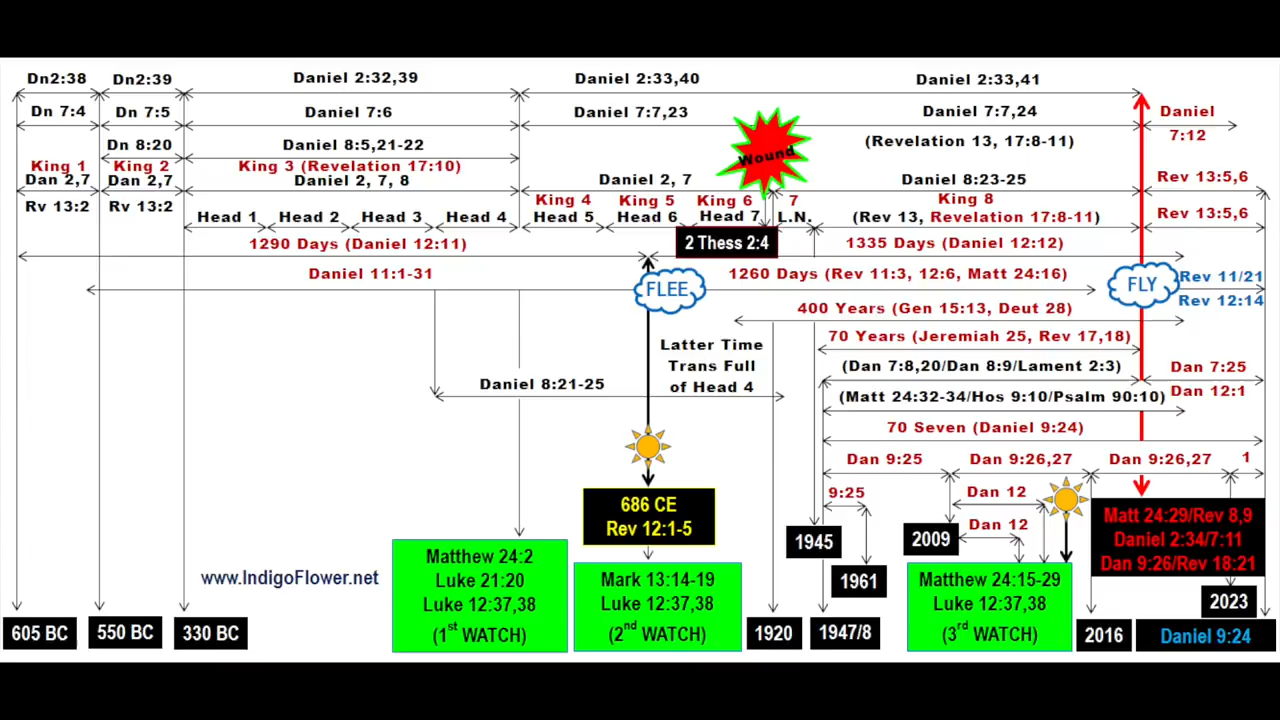 Dn2:38 Dn2:39 Daniel 2:32,39 Daniel 2:33,40 Daniel 2:33,41
Dn 7:4 Dn 7:5 Daniel 7:6 Daniel 7:7,23 Daniel 7:7,24 Daniel
7:12
Dn 8:20 Daniel 8:5,21-22 (Revelation 13, 17:8-11)
Wound
King 1 King 2 King 3 (Revelation 17:10)
Dan 2,7 Dan 2,7 Daniel 2, 7, 8 Daniel 2, 7 Daniel 8:23-25 Rev 13:5,6
King 4 King 5 King 6 7 King 8
Rv 13:2 Rv 13:2 Head 1 Head 2 Head 3 Head 4 Head 5 Head 6 Head 7 L.N. (Rev 13, Revelation 17:8-11) Rev 13:5,6
1290 Days (Daniel 12:11) 2 Thess 2:4 1335 Days (Daniel 12:12)
Daniel 11:1-31 FLEE 1260 Days (Rev 11:3, 12:6, Matt 24:16) FLY Rev 11/21
Rev 12:14
400 Years (Gen 15:13, Deut 28)
70 Years (Jeremiah 25, Rev 17,18)
Latter Time
Trans Full
of Head 4
(Dan 7:8,20/Dan 8:9/Lament 2:3) Dan 7:25
Daniel 8:21-25
(Matt 24:32-34/Hos 9:10/Psalm 90:10) Dan 12:1
70 Seven (Daniel 9:24)
Dan 9:25 Dan 9:26,27 Dan 9:26,27 1
9:25 Dan 12
Dan 12
686 CE
Rev 12:1-5
Matt 24:29/Rev 8,9
Daniel 2:34/7:11
Dan 9:26/Rev 18:21
1945 2009
1961
2023
www.IndigoFlower.net
Matthew 24:2
Luke 21:20
Luke 12:37,38
(1st WATCH)
Mark 13:14-19
Luke 12:37,38
(2nd WATCH)
Matthew 24:15-29
Luke 12:37,38
(3rd WATCH)
605 BC 550 BC 330 BC 1920 1947/8 2016 Daniel 9:24